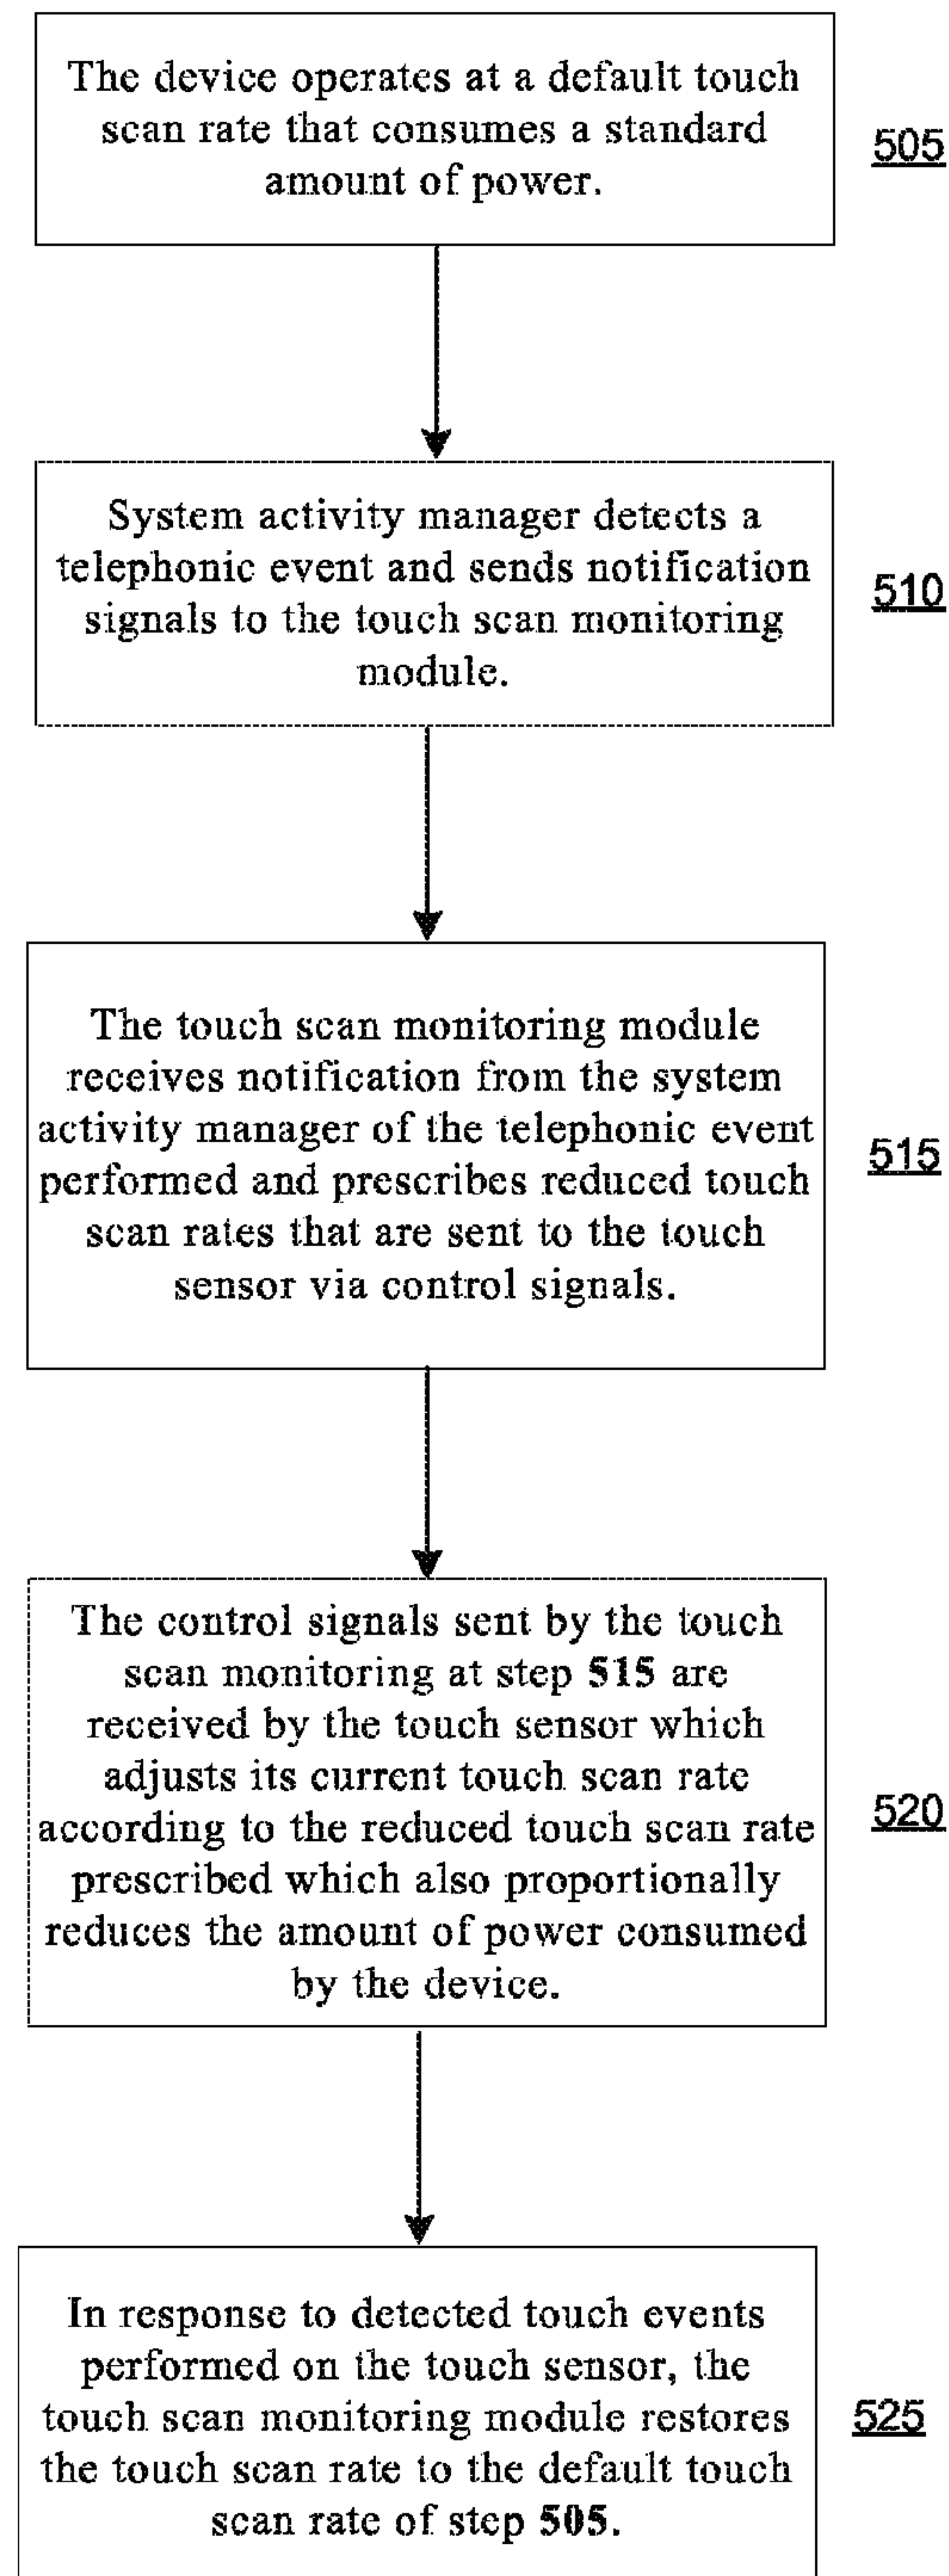 The device operates at a default touch
scan rate that consumes a standard
amount of power.
505
System activity manager detects a
telephonic event and sends notification
signals to the touch scan monitoring
module.
510
The touch scan monitoring module
receives notification from the system
activity manager of the telephonic event
performed and prescribes reduced touch
scan rates that are sent to the touch
sensor via control signals.
515
The control signals sent by the touch
scan monitoring at step 515 are
received by the touch sensor which
adjusts its current touch scan rate
according to the reduced touch scan rate
prescribed which also proportionally
reduces the amount of power consumed
by the device.
520
In response to detected touch events
performed on the touch sensor, the
touch scan monitoring module restores
the touch scan rate to the default touch
scan rate of step 505.
525